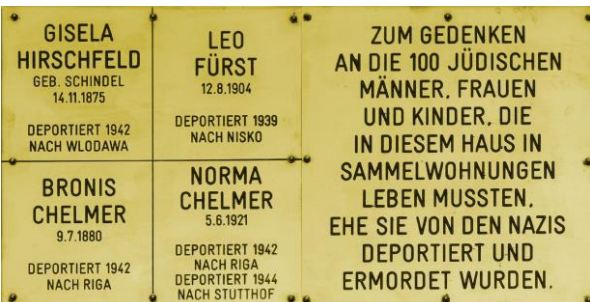 GISELA
HIRSCHFELD
GEB. SCHINDEL
14.11.1875
DEPORTIERT 1942
NACH WLODAWA
LEO
FÜRST
12.8.1904
DEPORTIERT 1939
NACH NISKO
BRONIS
CHELMER
9.7.1880
DEPORTIERT 1942
NACH RIGA
NORMA
CHELMER
5.6.1921
DEPORTIERT 1942
NACH RIGA
DEPORTIERT 1944
NACH STUTTHOF
ZUM GEDENKEN
AN DIE 100 JÜDISCHEN
MÄNNER, FRAUEN
UND KINDER, DIE
IN DIESEM HAUS IN
SAMMELWOHNUNGEN
LEBEN MUSSTEN,
EHE SIE VON DEN NAZIS
DEPORTIERT UND
ERMORDET WURDEN.